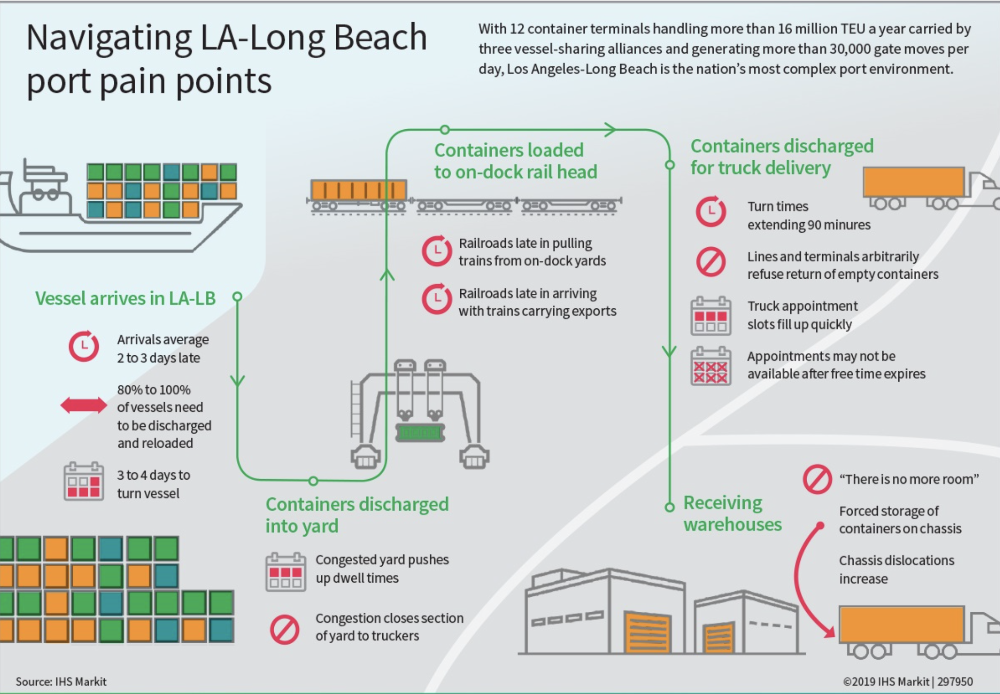 Navigating LA-Long Beach
port pain points
With 12 container terminals handling more than 16 million TEU a year carried by
three vessel-sharing alliances and generating more than 30,000 gate moves per
day, Los Angeles-Long Beach is the nation’s most complex port environment.
Vessel arrives in LA-LB
Arrivals average
2 to 3 days late
80% to 100%
of vessels need
to be discharged
and reloaded
3 to 4 days to
turn vessel
Containers discharged
into yard
Congested yard pushes
up dwell times
Congestion closes section
of yard to truckers
Containers loaded
to on-dock rail head
Railroads late in pulling
trains from on-dock yards
Railroads late in arriving
with trains carrying exports
Containers discharged
for truck delivery
Turn times
extending 90 minures
Lines and terminals arbitrarily
refuse return of empty containers
Truck appointment
slots fill up quickly
Appointments may not be
available after free time expires
Receiving
warehouses
“There is no more room”
Forced storage of
containers on chassis
Chassis dislocations
increase
Source: IHS Markit
©2019 IHS Markit | 297950